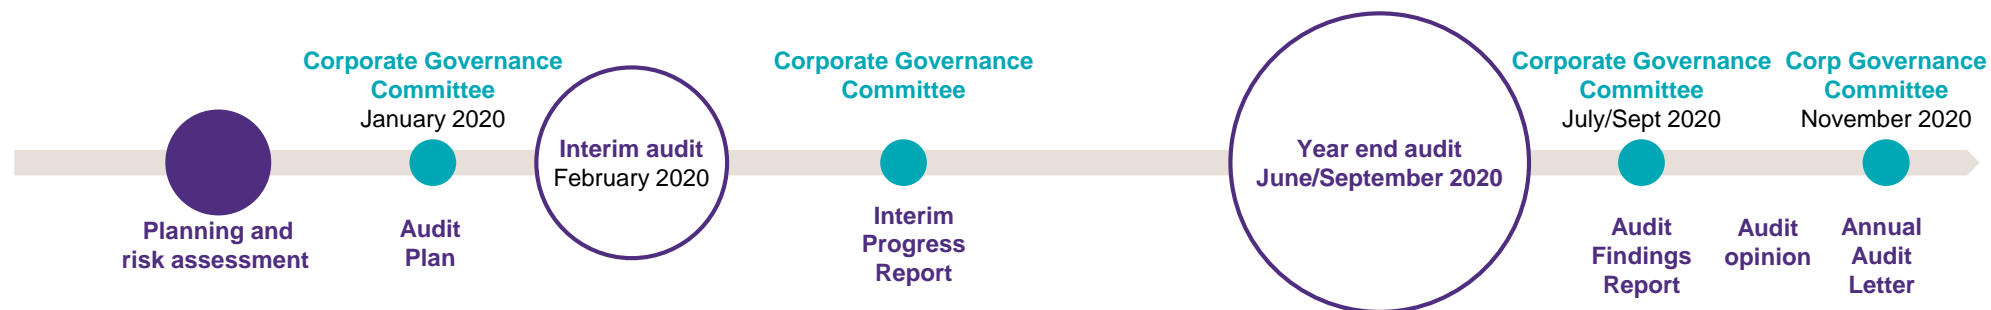 Planning and
risk assessment
Corporate Governance
Committee
January 2020
Audit
Plan
Interim audit
February 2020
Corporate Governance
Committee
Interim
Progress
Report
Year end audit
June/September 2020
Corporate Governance
Committee
July/Sept 2020
Audit
Findings
Report
Audit
opinion
Corp Governance
Committee
November 2020
Annual
Audit
Letter